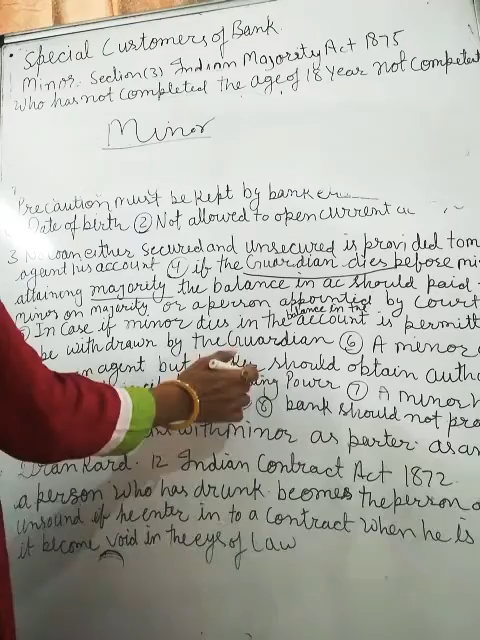 • Special Customers of Bank
Minor. Section(3) Indian Majority Act 1875
Who has not completed the age of 18 Year not Competent
Minor
Precaution must be kept by banker
Date of birth ② Not allowed to open current
3 No loan either secured and unsecured is provided to
against his account ④ if the Guardian dies before
attaining majority the balance in ac should paid
minor on majority or a person appointed by court
In Case if minor dies in the balance in the account is permitt
be withdrawn by the Guardian ⑥ A minor
an agent but should obtain autho
Power ⑦ A minor
⑧ bank should not pro
with minor as parter. as an
Drankard. 12 Indian Contract Act 1872.
a person who has drunk. becomes the person
unsound if he enter in to a contract when he is
it become void in the eye of Law